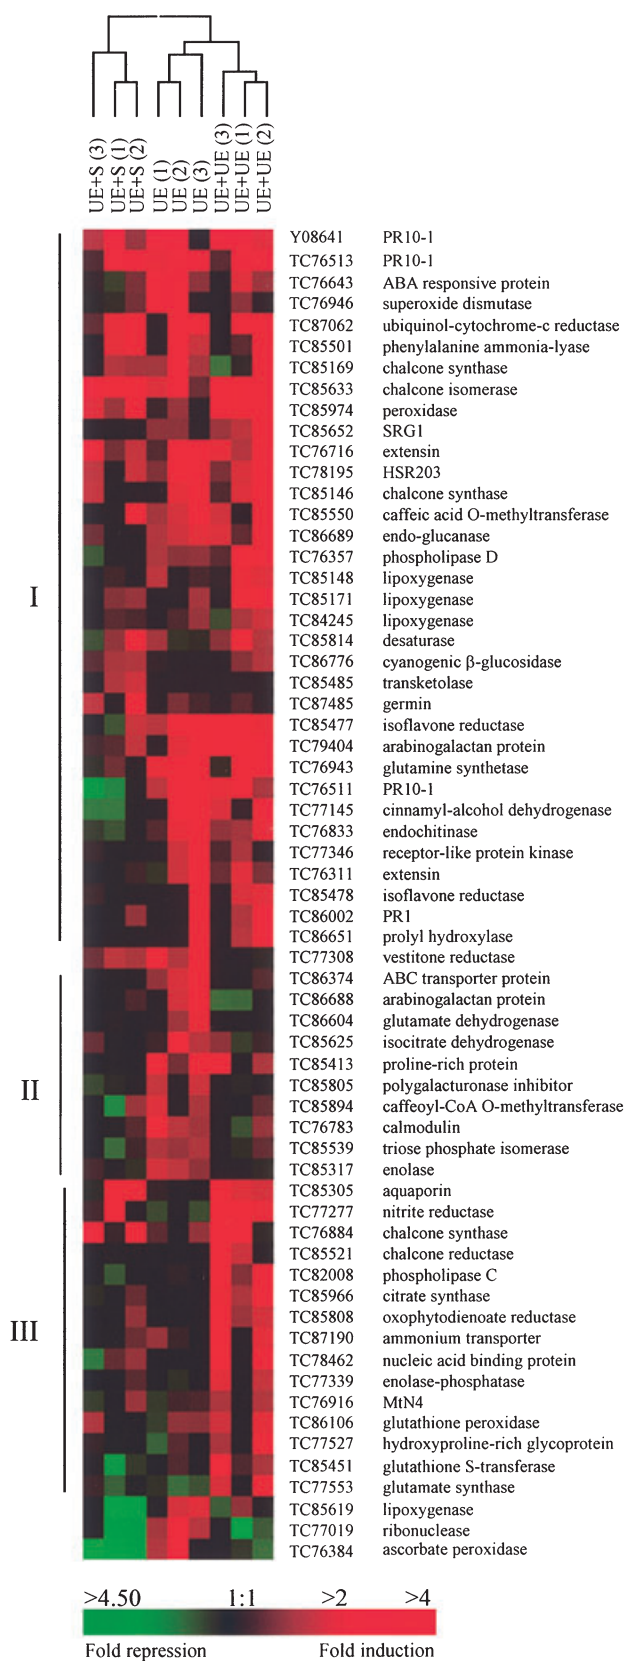 UE+S (3)
UE+S (1)
UE+S (2)
UE (1)
UE (2)
UE (3)
UE+UE (3)
UE+UE (1)
UE+UE (2)
Y08641 PR10-1
TC76513 PR10-1
TC76643 ABA responsive protein
TC76946 superoxide dismutase
TC87062 ubiquinol-cytochrome-c reductase
TC85501 phenylalanine ammonia-lyase
TC85169 chalcone synthase
TC85633 chalcone isomerase
TC85974 peroxidase
TC85652 SRG1
TC76716 extensin
TC78195 HSR203
TC85146 chalcone synthase
TC85550 caffeic acid O-methyltransferase
TC86689 endo-glucanase
TC76357 phospholipase D
TC85148 lipoxygenase
I
TC85171 lipoxygenase
TC84245 lipoxygenase
TC85814 desaturase
TC86776 cyanogenic β-glucosidase
TC85485 transketolase
TC87485 germin
TC85477 isoflavone reductase
TC79404 arabinogalactan protein
TC76943 glutamine synthetase
TC76511 PR10-1
TC77145 cinnamyl-alcohol dehydrogenase
TC76833 endochitinase
TC77346 receptor-like protein kinase
TC76311 extensin
TC85478 isoflavone reductase
TC86002 PR1
TC86651 prolyl hydroxylase
TC77308 vestitone reductase
TC86374 ABC transporter protein
TC86688 arabinogalactan protein
TC86604 glutamate dehydrogenase
TC85625 isocitrate dehydrogenase
TC85413 proline-rich protein
II
TC85805 polygalacturonase inhibitor
TC85894 caffeoyl-CoA O-methyltransferase
TC76783 calmodulin
TC85539 triose phosphate isomerase
TC85317 enolase
TC85305 aquaporin
TC77277 nitrite reductase
TC76884 chalcone synthase
TC85521 chalcone reductase
TC82008 phospholipase C
TC85966 citrate synthase
TC85808 oxophytodienoate reductase
III
TC87190 ammonium transporter
TC78462 nucleic acid binding protein
TC77339 enolase-phosphatase
TC76916 MtN4
TC86106 glutathione peroxidase
TC77527 hydroxyproline-rich glycoprotein
TC85451 glutathione S-transferase
TC77553 glutamate synthase
TC85619 lipoxygenase
TC77019 ribonuclease
TC76384 ascorbate peroxidase
>4.50 1:1 >2 >4
Fold repression Fold induction